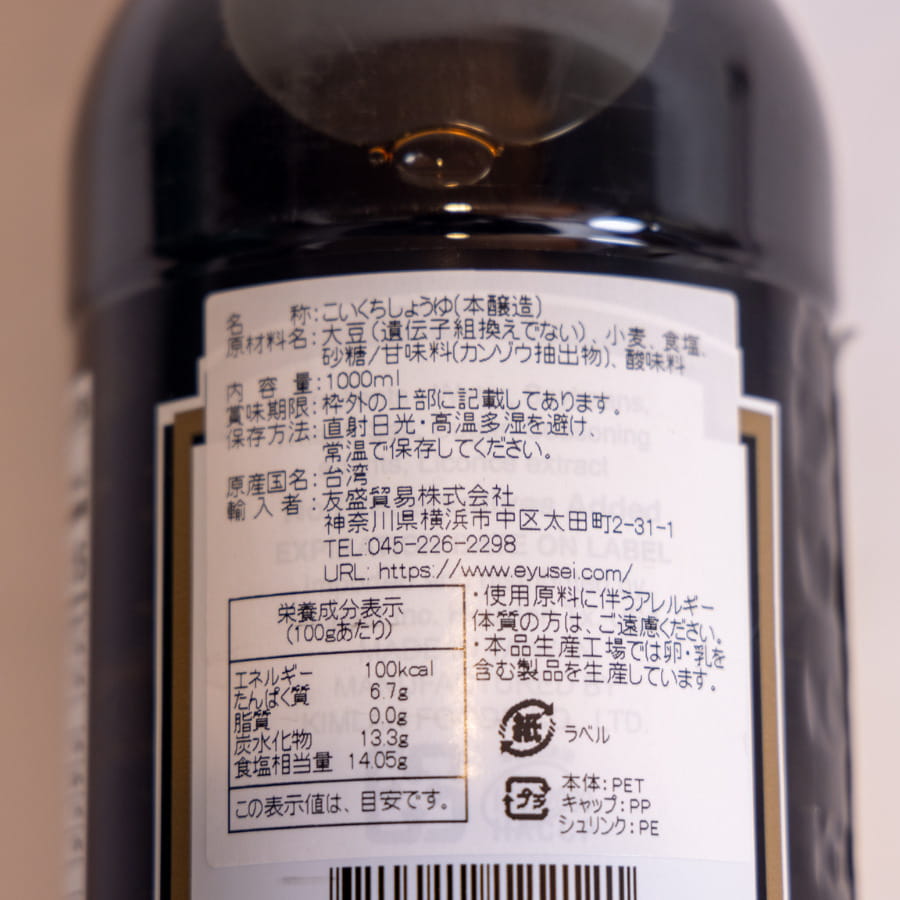 名称:こいくちしょうゆ(本醸造)
原材料名:大豆(遺伝子組換えでない)、小麦、食塩、
砂糖/甘味料(カンゾウ抽出物)、酸味料
内容量:1000ml
賞味期限:枠外の上部に記載してあります。
保存方法:直射日光・高温多湿を避け
常温で保存してください。
原産国名:台湾
輸入者:友盛貿易株式会社
神奈川県横浜市中区太田町2-31-1
TEL:045-226-2298
URL: https://www.eyusei.com/
栄養成分表示
(100gあたり)
エネルギー 100kcal
たんぱく質 6.7g
脂質 0.0g
炭水化物 13.3g
食塩相当量 14.05g
この表示値は、目安です。
・使用原料に伴うアレルギー
体質の方は、ご遠慮ください。
・本品生産工場では卵・乳を
含む製品を生産しています。
紙 ラベル
プラ 本体:PET
キャップ:PP
シュリンク:PE